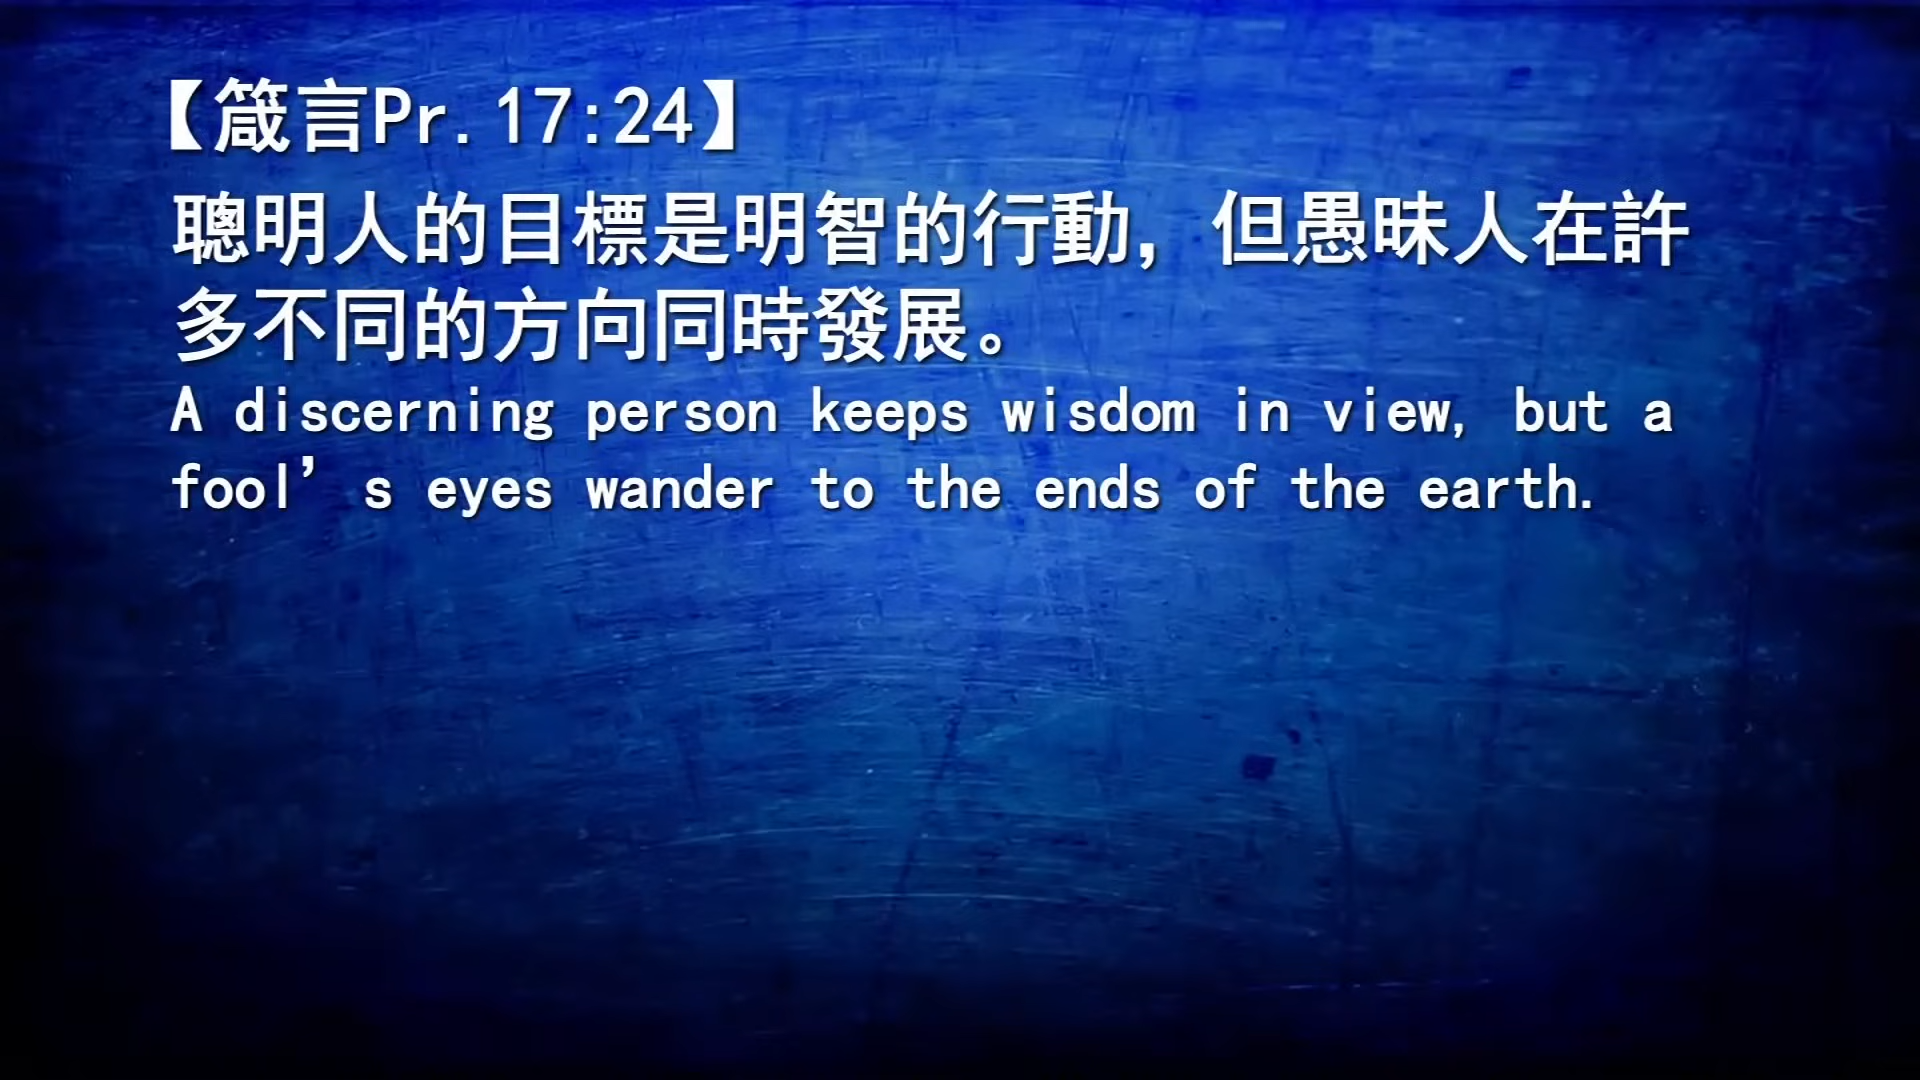 【箴言Pr.17:24】
聰明人的目標是明智的行動，但愚昧人在許
多不同的方向同時發展。
A discerning person keeps wisdom in view, but a
fool’s eyes wander to the ends of the earth.